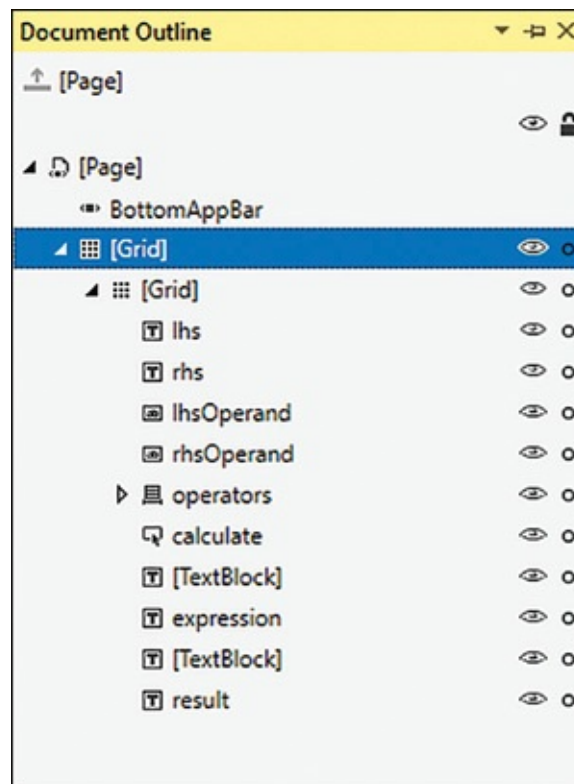 Document Outline
[Page]
[Page]
BottomAppBar
[Grid]
[Grid]
lhs
rhs
lhsOperand
rhsOperand
operators
calculate
[TextBlock]
expression
[TextBlock]
result